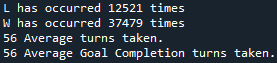 L has occurred 12521 times
W has occurred 37479 times
56 Average turns taken.
56 Average Goal Completion turns taken.